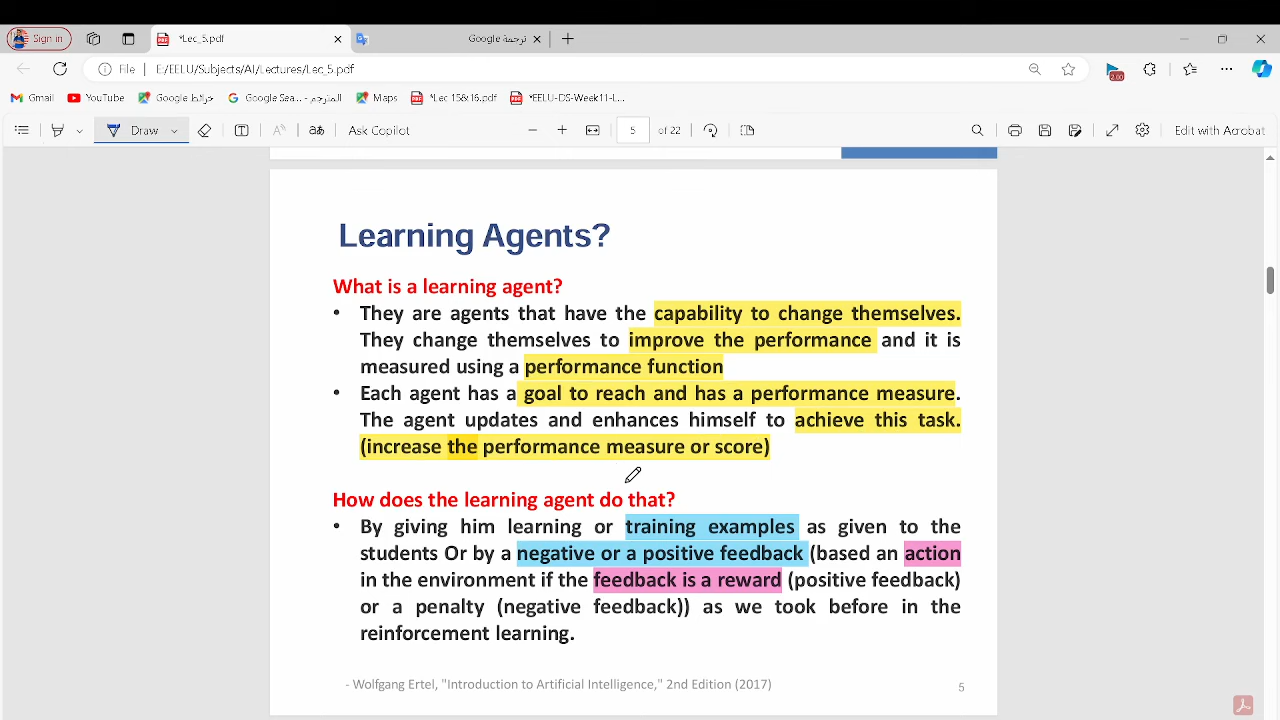 Sign in
*Lec_5.pdf
ترجمة Google
File
E:/EELU/Subjects/AI/Lectures/Lec_5.pdf
2.00
Gmail
YouTube
Maps
*Lec 15&16.pdf
*EELU-DS-Week11-L...
Draw
Ask Copilot
5 of 22
Edit with Acrobat
Learning Agents?
What is a learning agent?
• They are agents that have the capability to change themselves.
They change themselves to improve the performance and it is
measured using a performance function
• Each agent has a goal to reach and has a performance measure.
The agent updates and enhances himself to achieve this task.
(increase the performance measure or score)
How does the learning agent do that?
• By giving him learning or training examples as given to the
students Or by a negative or a positive feedback (based an action
in the environment if the feedback is a reward (positive feedback)
or a penalty (negative feedback)) as we took before in the
reinforcement learning.
- Wolfgang Ertel, "Introduction to Artificial Intelligence," 2nd Edition (2017)
5